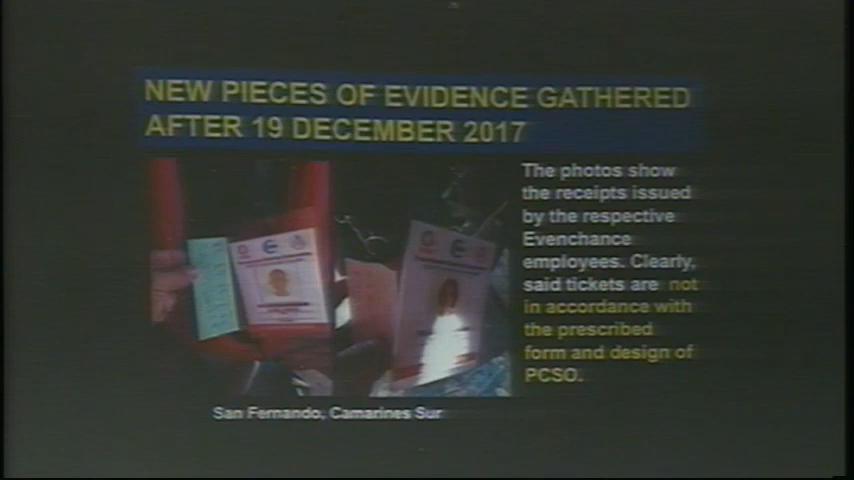 NEW PIECES OF EVIDENCE GATHERED
AFTER 19 DECEMBER 2017
The photos show
the receipts issued
by the respective
Evenchance
employees. Clearly,
said tickets are not
in accordance with
the prescribed
form and design of
PCSO.
San Fernando, Camarines Sur